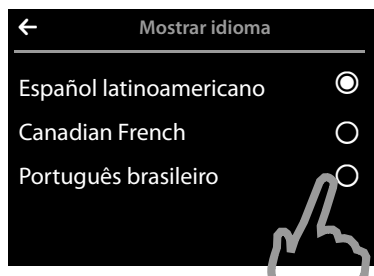 Mostrar idioma
Español latinoamericano
Canadian French
Português brasileiro